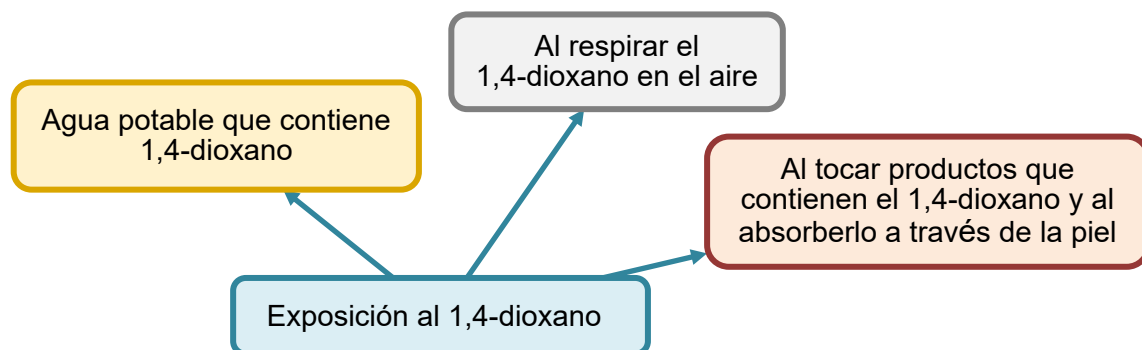 Al respirar el
1,4-dioxano en el aire
Agua potable que contiene
1,4-dioxano
Al tocar productos que
contienen el 1,4-dioxano y al
absorberlo a través de la piel
Exposición al 1,4-dioxano